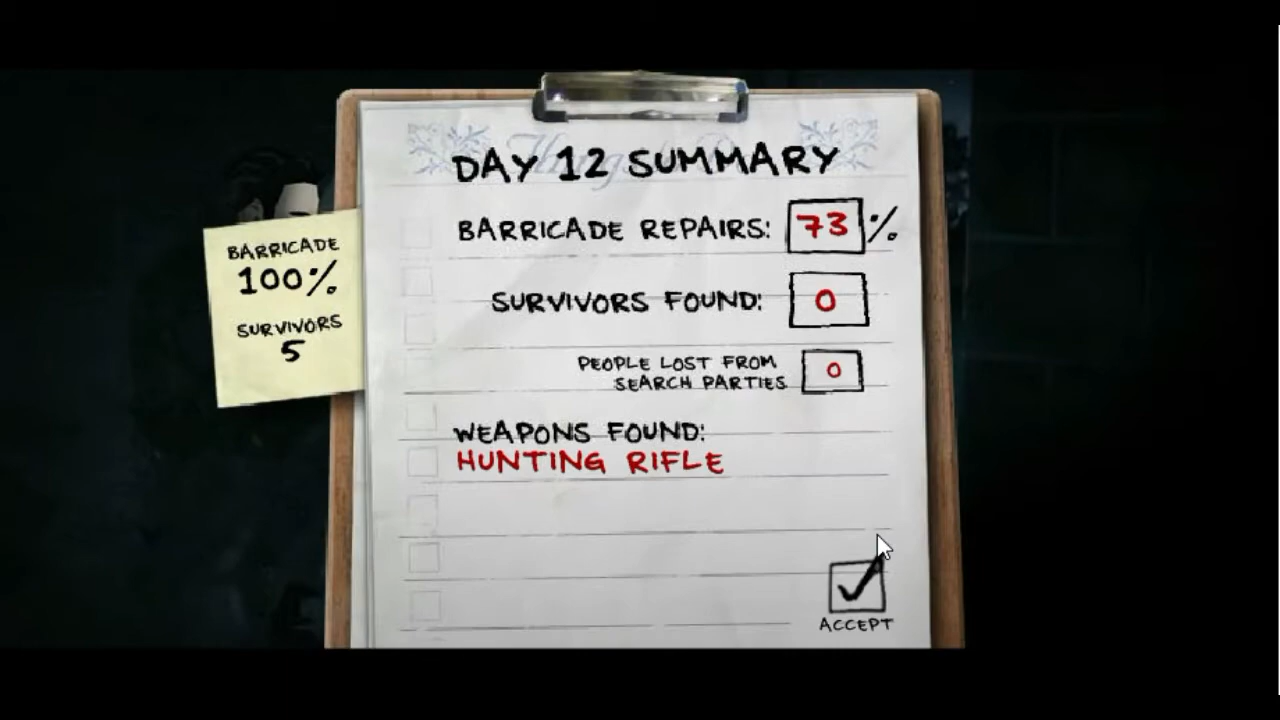 DAY 12 SUMMARY
BARRICADE REPAIRS: 73 %
SURVIVORS FOUND: 0
PEOPLE LOST FROM
SEARCH PARTIES 0
WEAPONS FOUND:
HUNTING RIFLE
ACCEPT
BARRICADE
100%
SURVIVORS
5